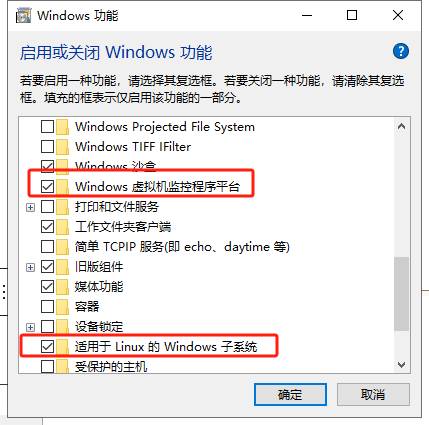 Windows 功能
启用或关闭 Windows 功能
若要启用一种功能，请选择其复选框。若要关闭一种功能，请清除其复选
框。填充的框表示仅启用该功能的一部分。
Windows Projected File System
Windows TIFF IFilter
Windows 沙盒
Windows 虚拟机监控程序平台
打印和文件服务
工作文件夹客户端
简单 TCPIP 服务(即 echo、daytime 等)
旧版组件
媒体功能
容器
设备锁定
适用于 Linux 的 Windows 子系统
受保护的主机
确定
取消